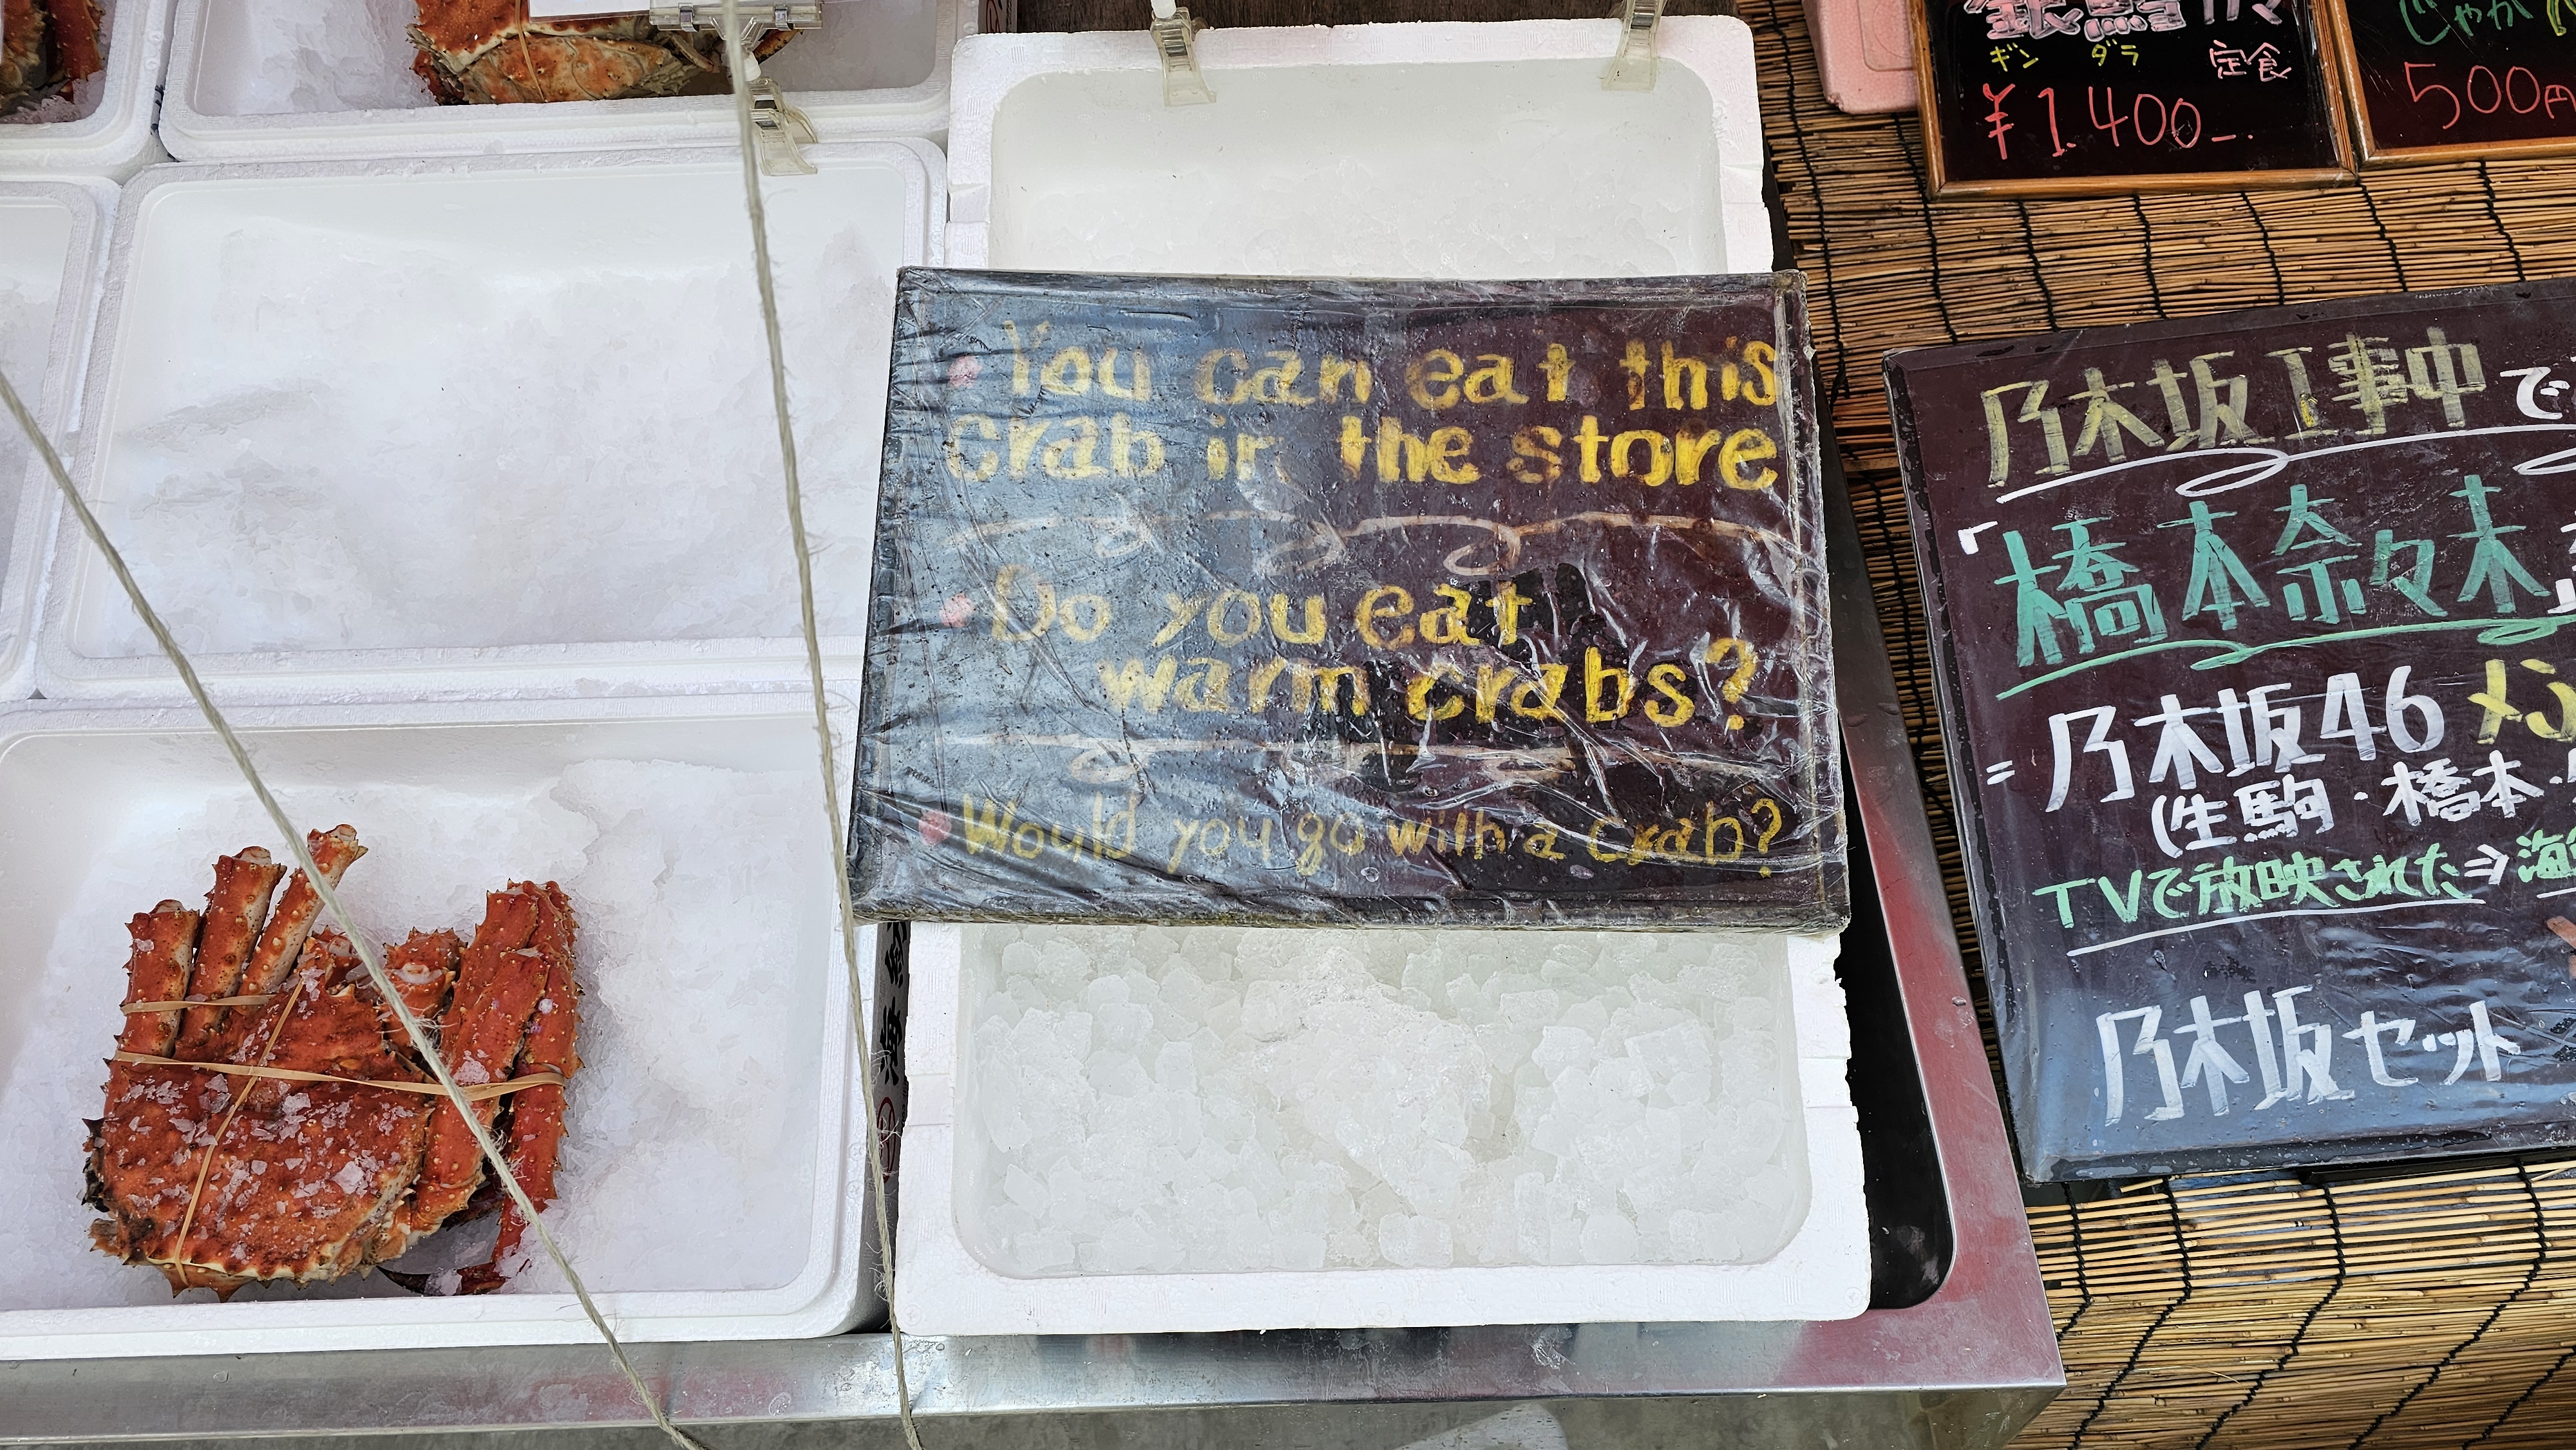 You can eat this
Crab in the store
Do you eat
warm crabs?
Would you go with a crab?
ギン ダラ 定食
¥1.400-.
500円
乃木坂工事中で
「橋本奈々未
=乃木坂46
(生駒・橋本・
TVで放映された⇒海
乃木坂セット